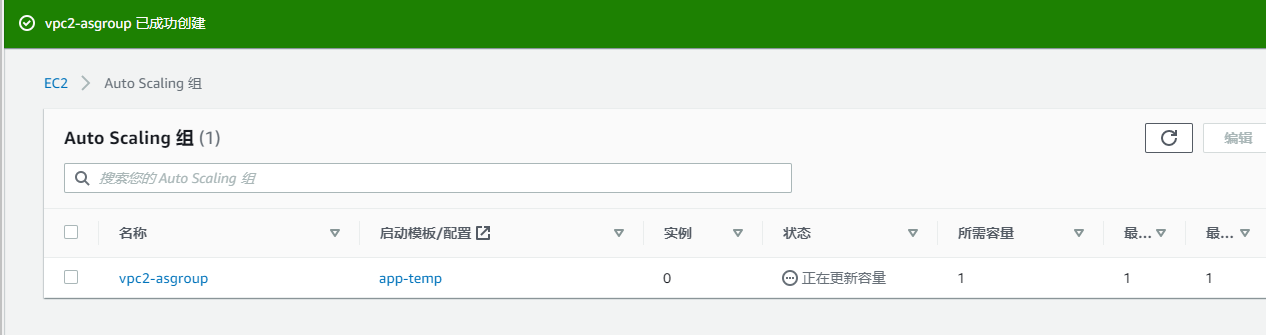 vpc2-asgroup 已成功创建
EC2 Auto Scaling 组
Auto Scaling 组 (1)
编辑
搜索您的 Auto Scaling 组
名称 启动模板/配置 实例 状态 所需容量 最... 最...
vpc2-asgroup app-temp 0 正在更新容量 1 1 1